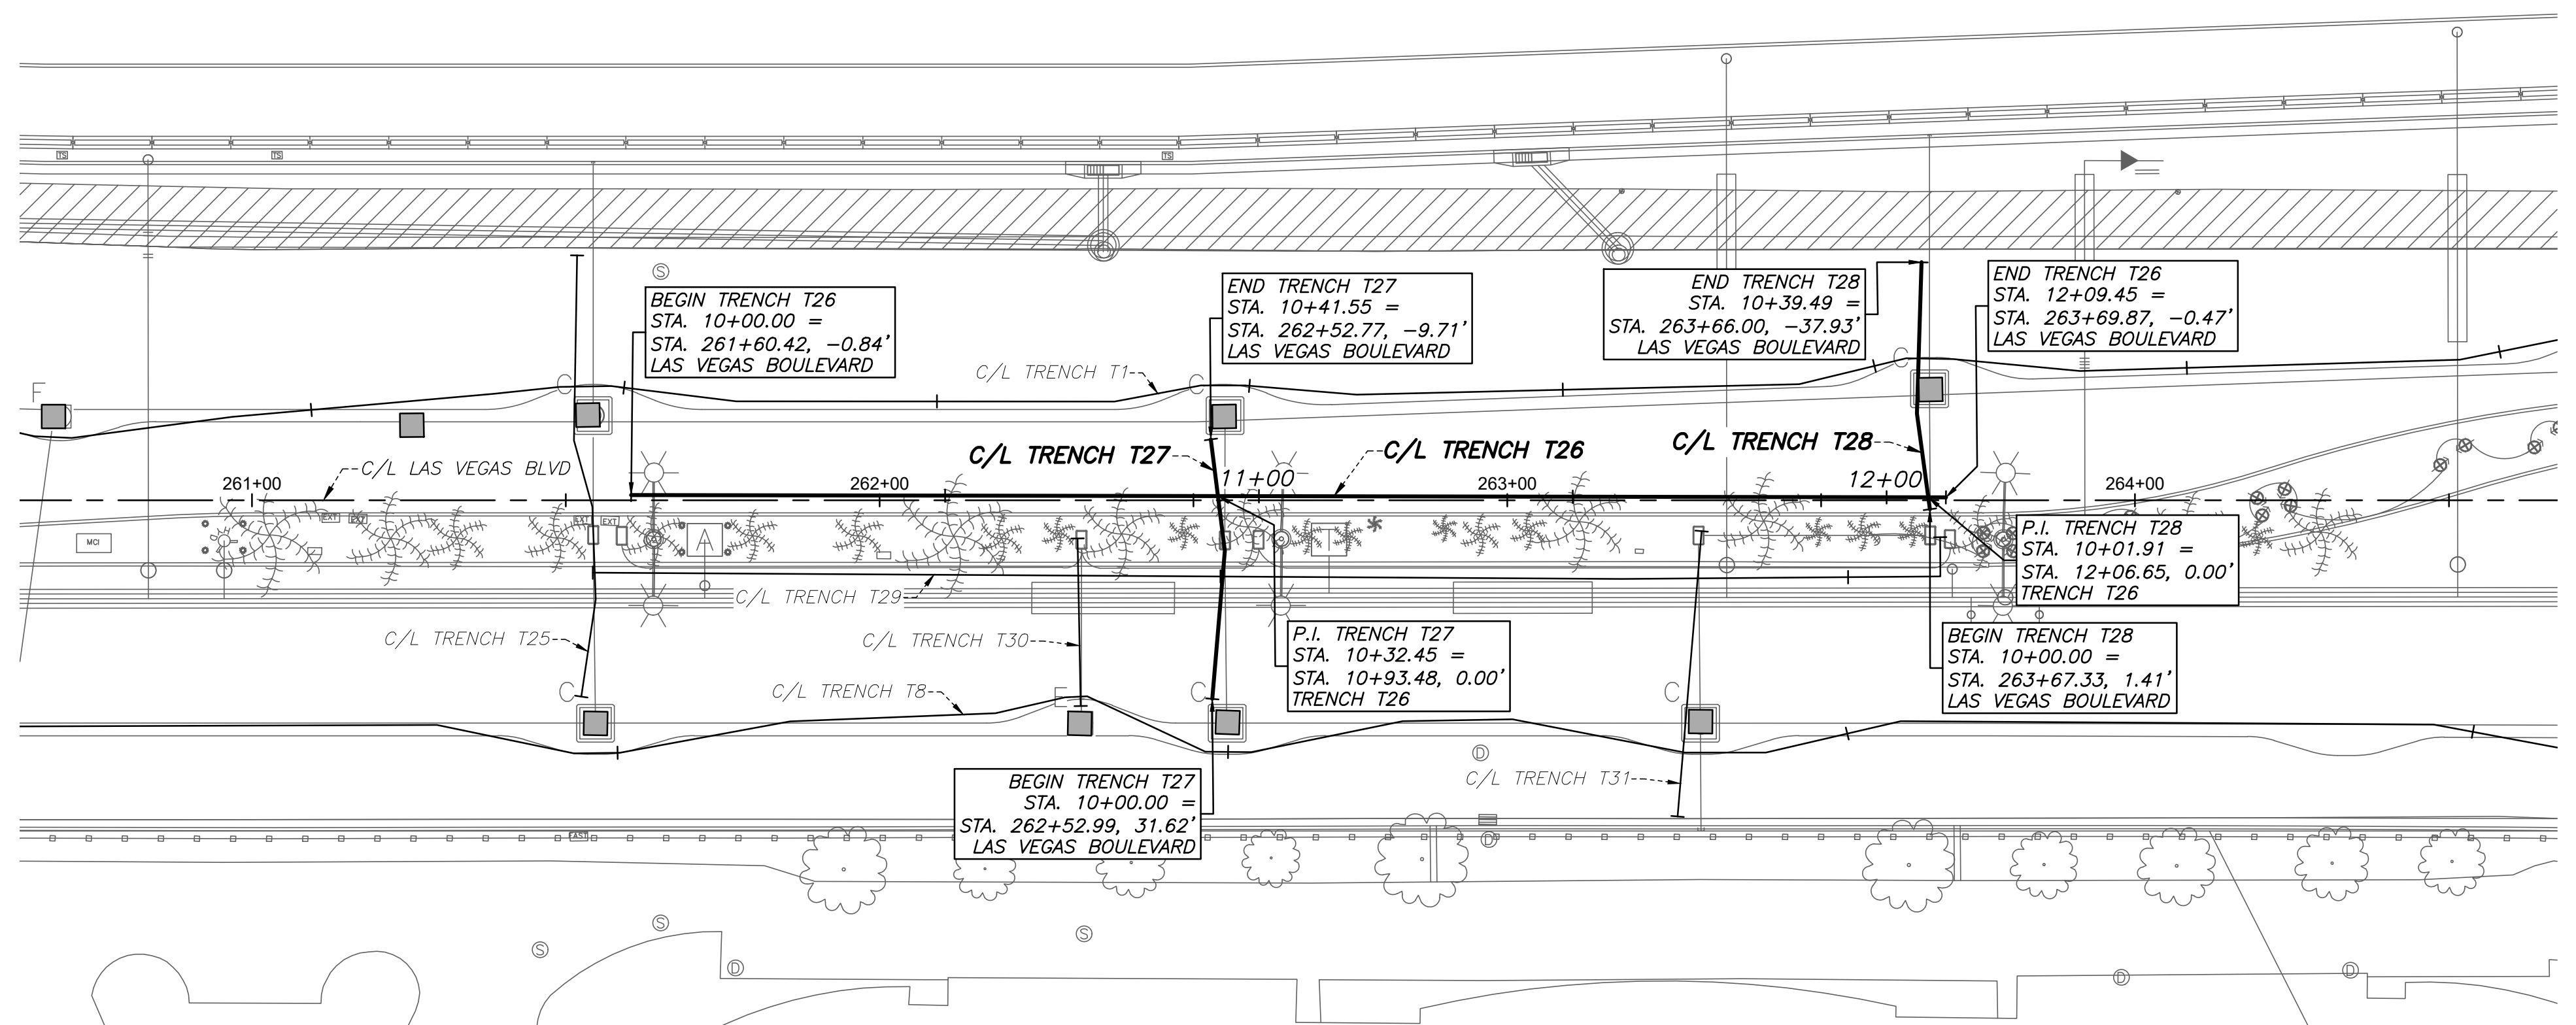 TS
TS
TS
S
BEGIN TRENCH T26
STA. 10+00.00 =
STA. 261+60.42, -0.84'
LAS VEGAS BOULEVARD
END TRENCH T27
STA. 10+41.55 =
STA. 262+52.77, -9.71'
LAS VEGAS BOULEVARD
END TRENCH T28
STA. 10+39.49 =
STA. 263+66.00, -37.93'
LAS VEGAS BOULEVARD
END TRENCH T26
STA. 12+09.45 =
STA. 263+69.87, -0.47'
LAS VEGAS BOULEVARD
F
C
C/L TRENCH T1
C
C
C/L LAS VEGAS BLVD
C/L TRENCH T27
C/L TRENCH T26
C/L TRENCH T28
261+00
262+00
11+00
263+00
12+00
264+00
EXT
EXT
EXT
EXT
MCI
P.I. TRENCH T28
STA. 10+01.91 =
STA. 12+06.65, 0.00'
TRENCH T26
C/L TRENCH T29
C/L TRENCH T25
C/L TRENCH T30
P.I. TRENCH T27
STA. 10+32.45 =
STA. 10+93.48, 0.00'
TRENCH T26
BEGIN TRENCH T28
STA. 10+00.00 =
STA. 263+67.33, 1.41'
LAS VEGAS BOULEVARD
C
C/L TRENCH T8
E
C
C
D
C/L TRENCH T31
BEGIN TRENCH T27
STA. 10+00.00 =
STA. 262+52.99, 31.62'
LAS VEGAS BOULEVARD
EAST
D
S
S
S
D
D
D